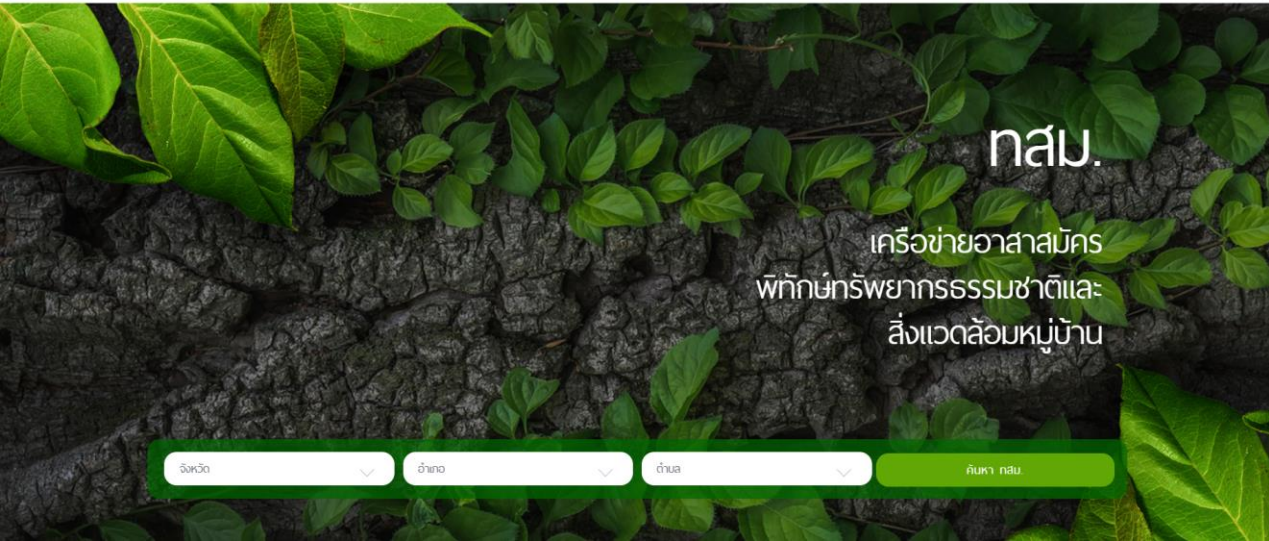 ทสม.
เครือข่ายอาสาสมัคร
พิทักษ์ทรัพยากรธรรมชาติและ
สิ่งแวดล้อมหมู่บ้าน
จังหวัด
อำเภอ
ตำบล
ค้นหา ทสม.